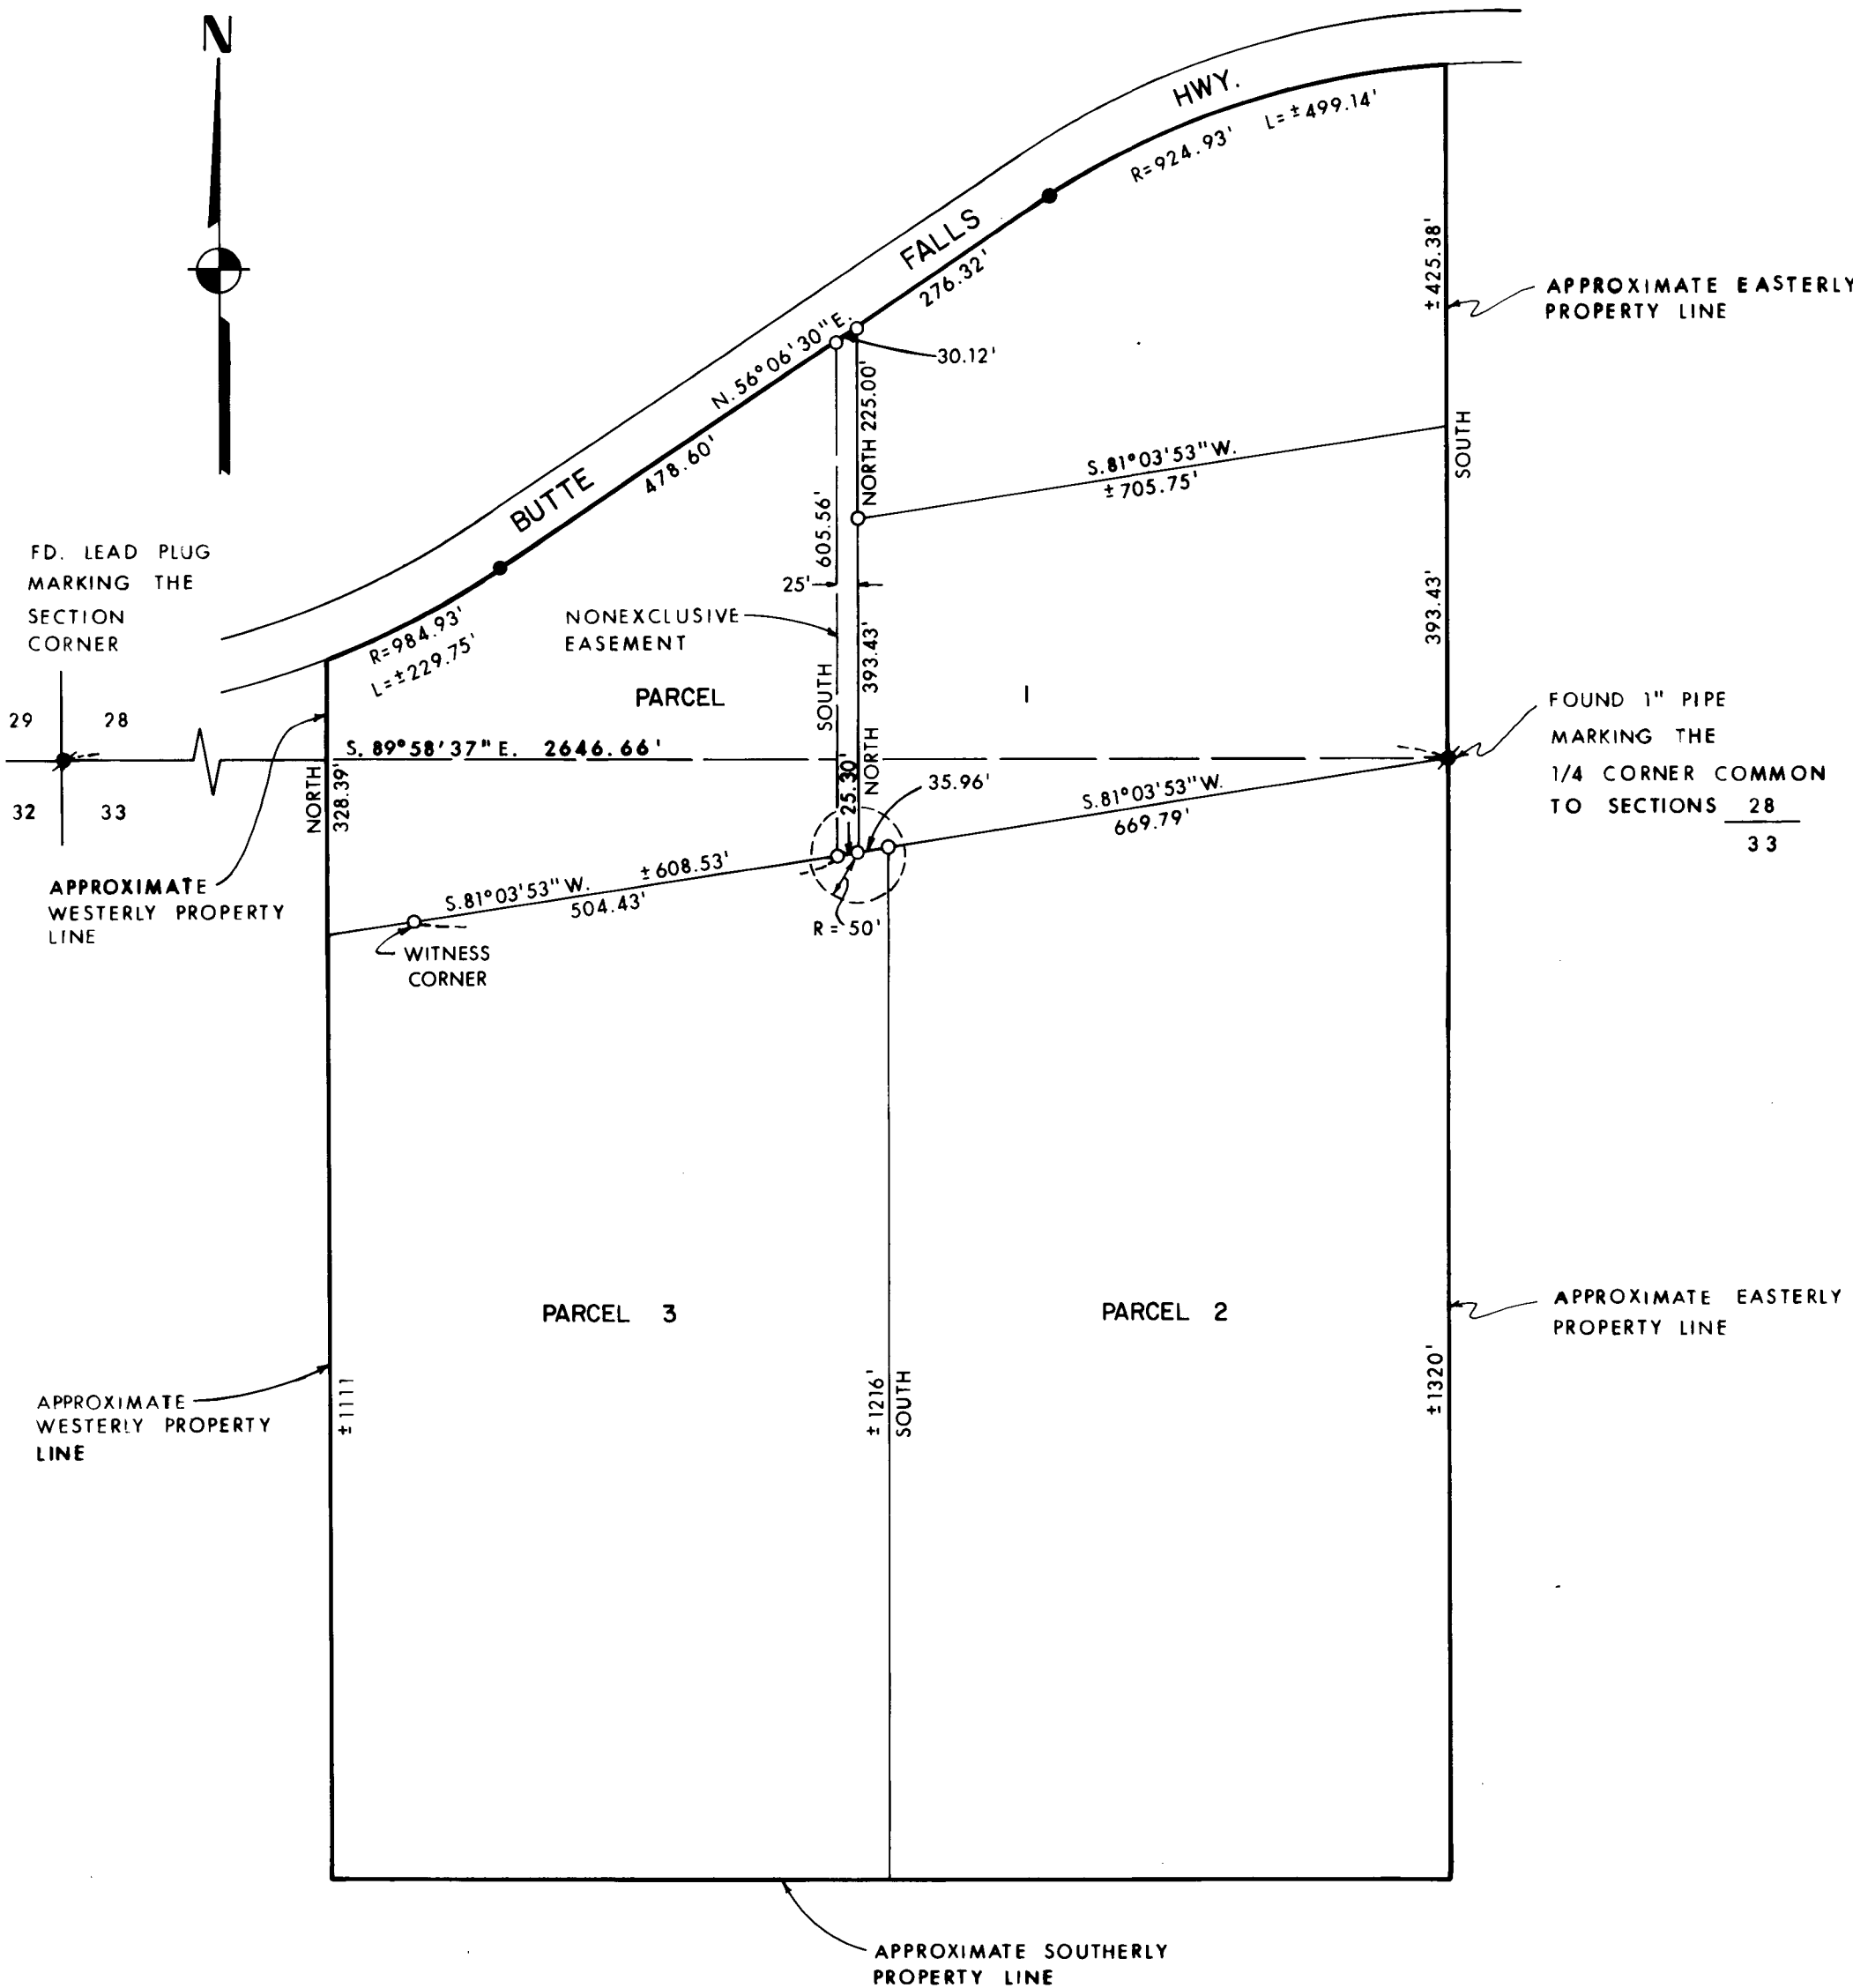 N
BUTTE FALLS HWY.
R=924.93' L=±499.14'
276.32'
N. 56°06'30" E.
478.60'
30.12'
±425.38'
APPROXIMATE EASTERLY
PROPERTY LINE
NORTH 225.00'
SOUTH
S. 81°03'53" W.
±705.75'
605.56'
25'
FD. LEAD PLUG
MARKING THE
SECTION
CORNER
29 28
32 33
R=984.93'
L=±229.75'
NONEXCLUSIVE
EASEMENT
SOUTH
393.43'
NORTH
393.43'
PARCEL 1
FOUND 1" PIPE
MARKING THE
1/4 CORNER COMMON
TO SECTIONS 28
33
S. 89°58'37" E. 2646.66'
NORTH
328.39'
25.30'
35.96'
S. 81°03'53" W.
669.79'
APPROXIMATE
WESTERLY PROPERTY
LINE
±608.53'
S. 81°03'53" W.
504.43'
R = 50'
WITNESS
CORNER
PARCEL 3
PARCEL 2
APPROXIMATE EASTERLY
PROPERTY LINE
APPROXIMATE
WESTERLY PROPERTY
LINE
±1111
±1216'
SOUTH
±1320'
APPROXIMATE SOUTHERLY
PROPERTY LINE